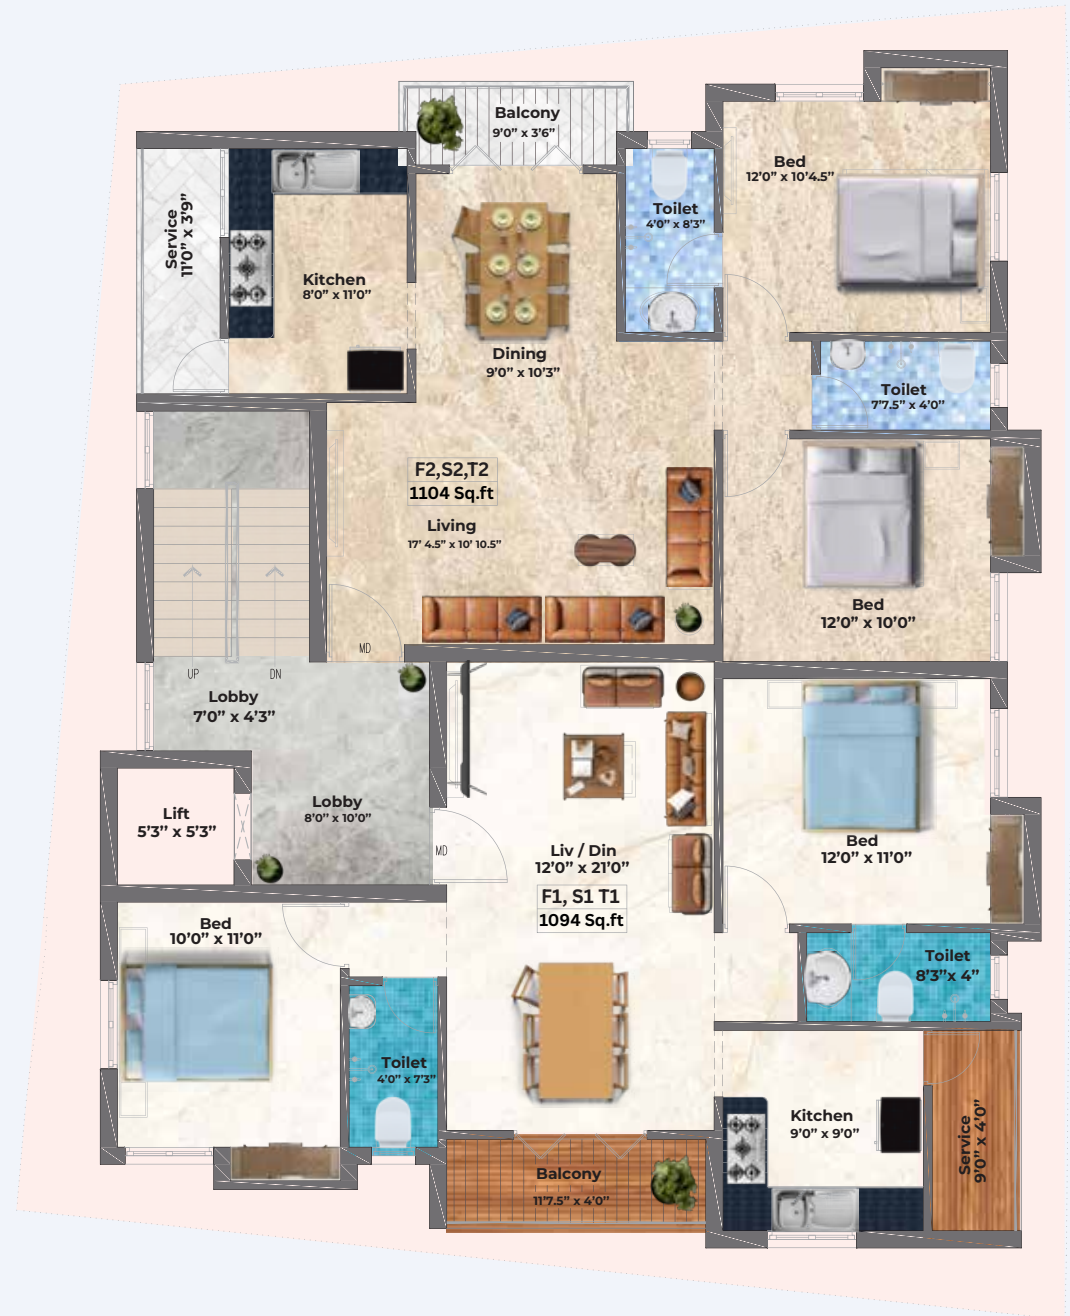 Balcony
9’0” x 3’6”
Bed
12’0” x 10’4.5”
Toilet
4’0” x 8’3”
Service
11’0” x 3’9”
Kitchen
8’0” x 11’0”
Dining
9’0” x 10’3”
Toilet
7’7.5” x 4’0”
F2,S2,T2
1104 Sq.ft
Living
17’ 4.5” x 10’ 10.5”
Bed
12’0” x 10’0”
MD
UP
DN
Lobby
7’0” x 4’3”
Lift
5’3” x 5’3”
Lobby
8’0” x 10’0”
MD
Liv / Din
12’0” x 21’0”
F1, S1 T1
1094 Sq.ft
Bed
12’0” x 11’0”
Bed
10’0” x 11’0”
Toilet
8’3”x 4”
Toilet
4’0” x 7’3”
Kitchen
9’0” x 9’0”
Service
9’0” x 4’0”
Balcony
11’7.5” x 4’0”